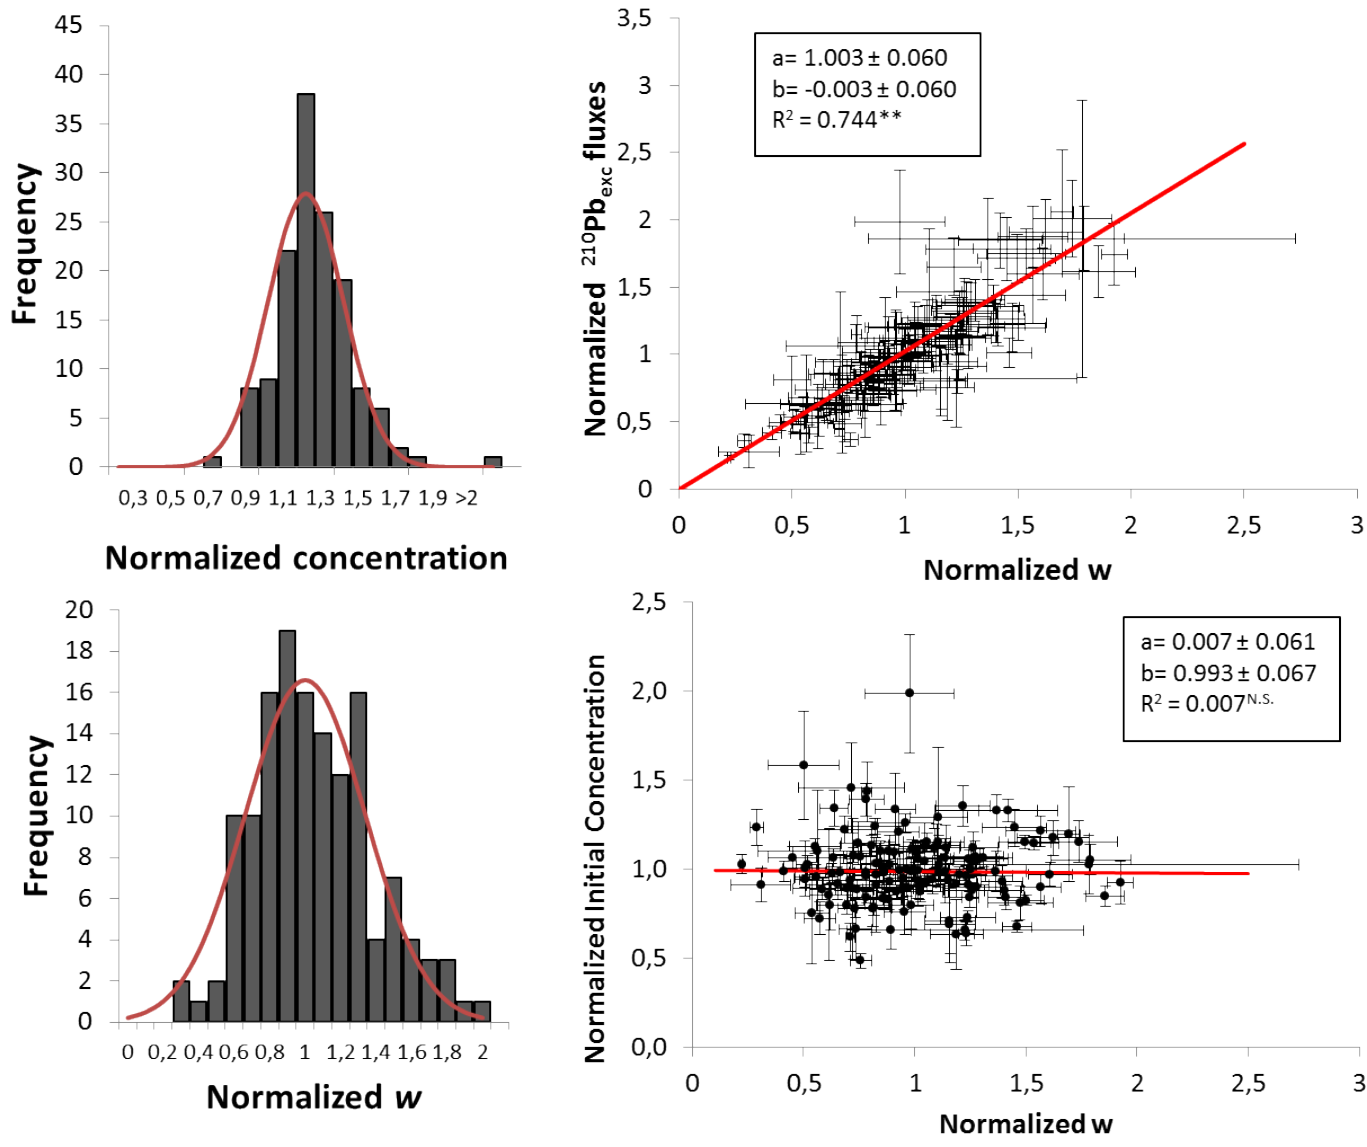 45
40
35
30
25
20
15
10
5
0
Frequency
0,3 0,5 0,7 0,9 1,1 1,3 1,5 1,7 1,9 >2
Normalized concentration
3,5
3
2,5
2
1,5
1
0,5
0
Normalized ²¹⁰Pbexc fluxes
a= 1.003 ± 0.060
b= -0.003 ± 0.060
R² = 0.744**
0 0,5 1 1,5 2 2,5 3
Normalized w
20
18
16
14
12
10
8
6
4
2
0
Frequency
0 0,2 0,4 0,6 0,8 1 1,2 1,4 1,6 1,8 2
Normalized w
2,5
2,0
1,5
1,0
0,5
0,0
Normalized Initial Concentration
a= 0.007 ± 0.061
b= 0.993 ± 0.067
R² = 0.007N.S.
0 0,5 1 1,5 2 2,5 3
Normalized w